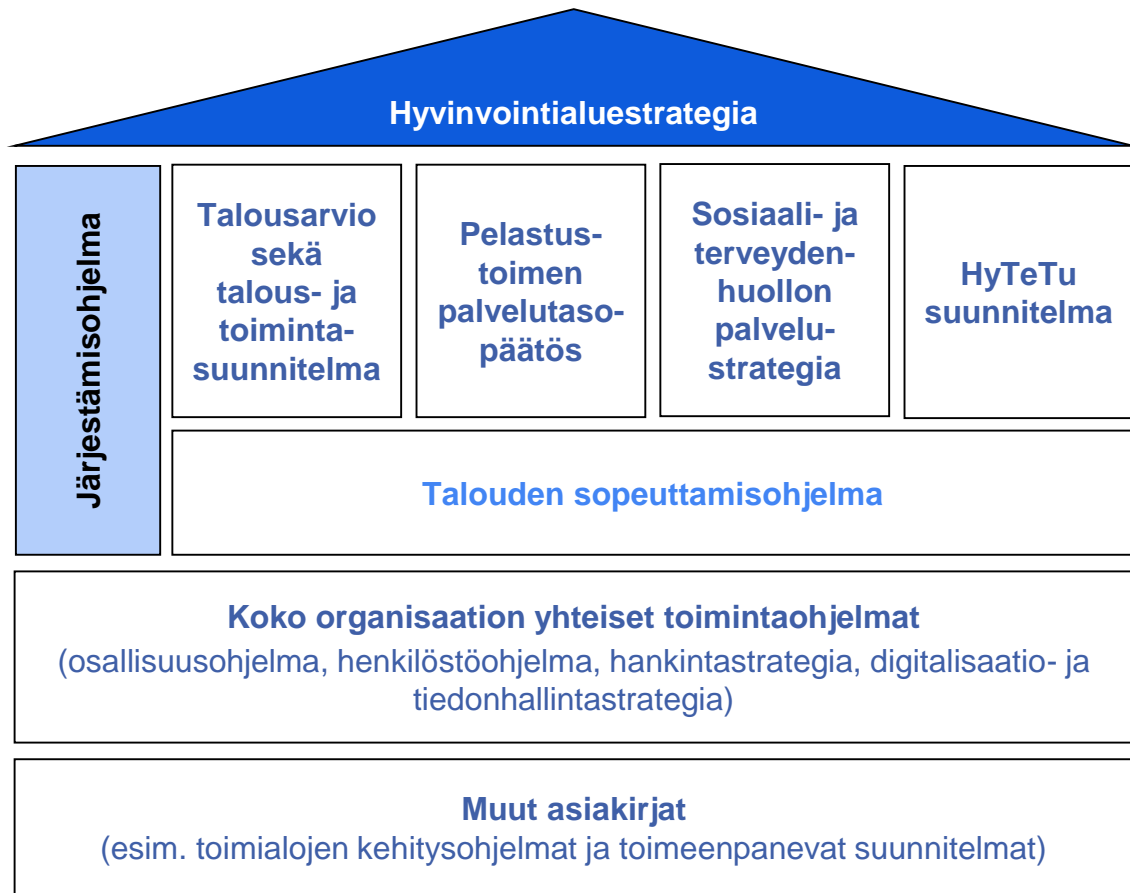 Hyvinvointialuestrategia
Järjestämisohjelma
Talousarvio
sekä
talous- ja
toiminta-
suunnitelma
Pelastus-
toimen
palvelutaso-
päätös
Sosiaali- ja
terveyden-
huollon
palvelu-
strategia
HyTeTu
suunnitelma
Talouden sopeuttamisohjelma
Koko organisaation yhteiset toimintaohjelmat
(osallisuusohjelma, henkilöstöohjelma, hankintastrategia, digitalisaatio- ja
tiedonhallintastrategia)
Muut asiakirjat
(esim. toimialojen kehitysohjelmat ja toimeenpanevat suunnitelmat)